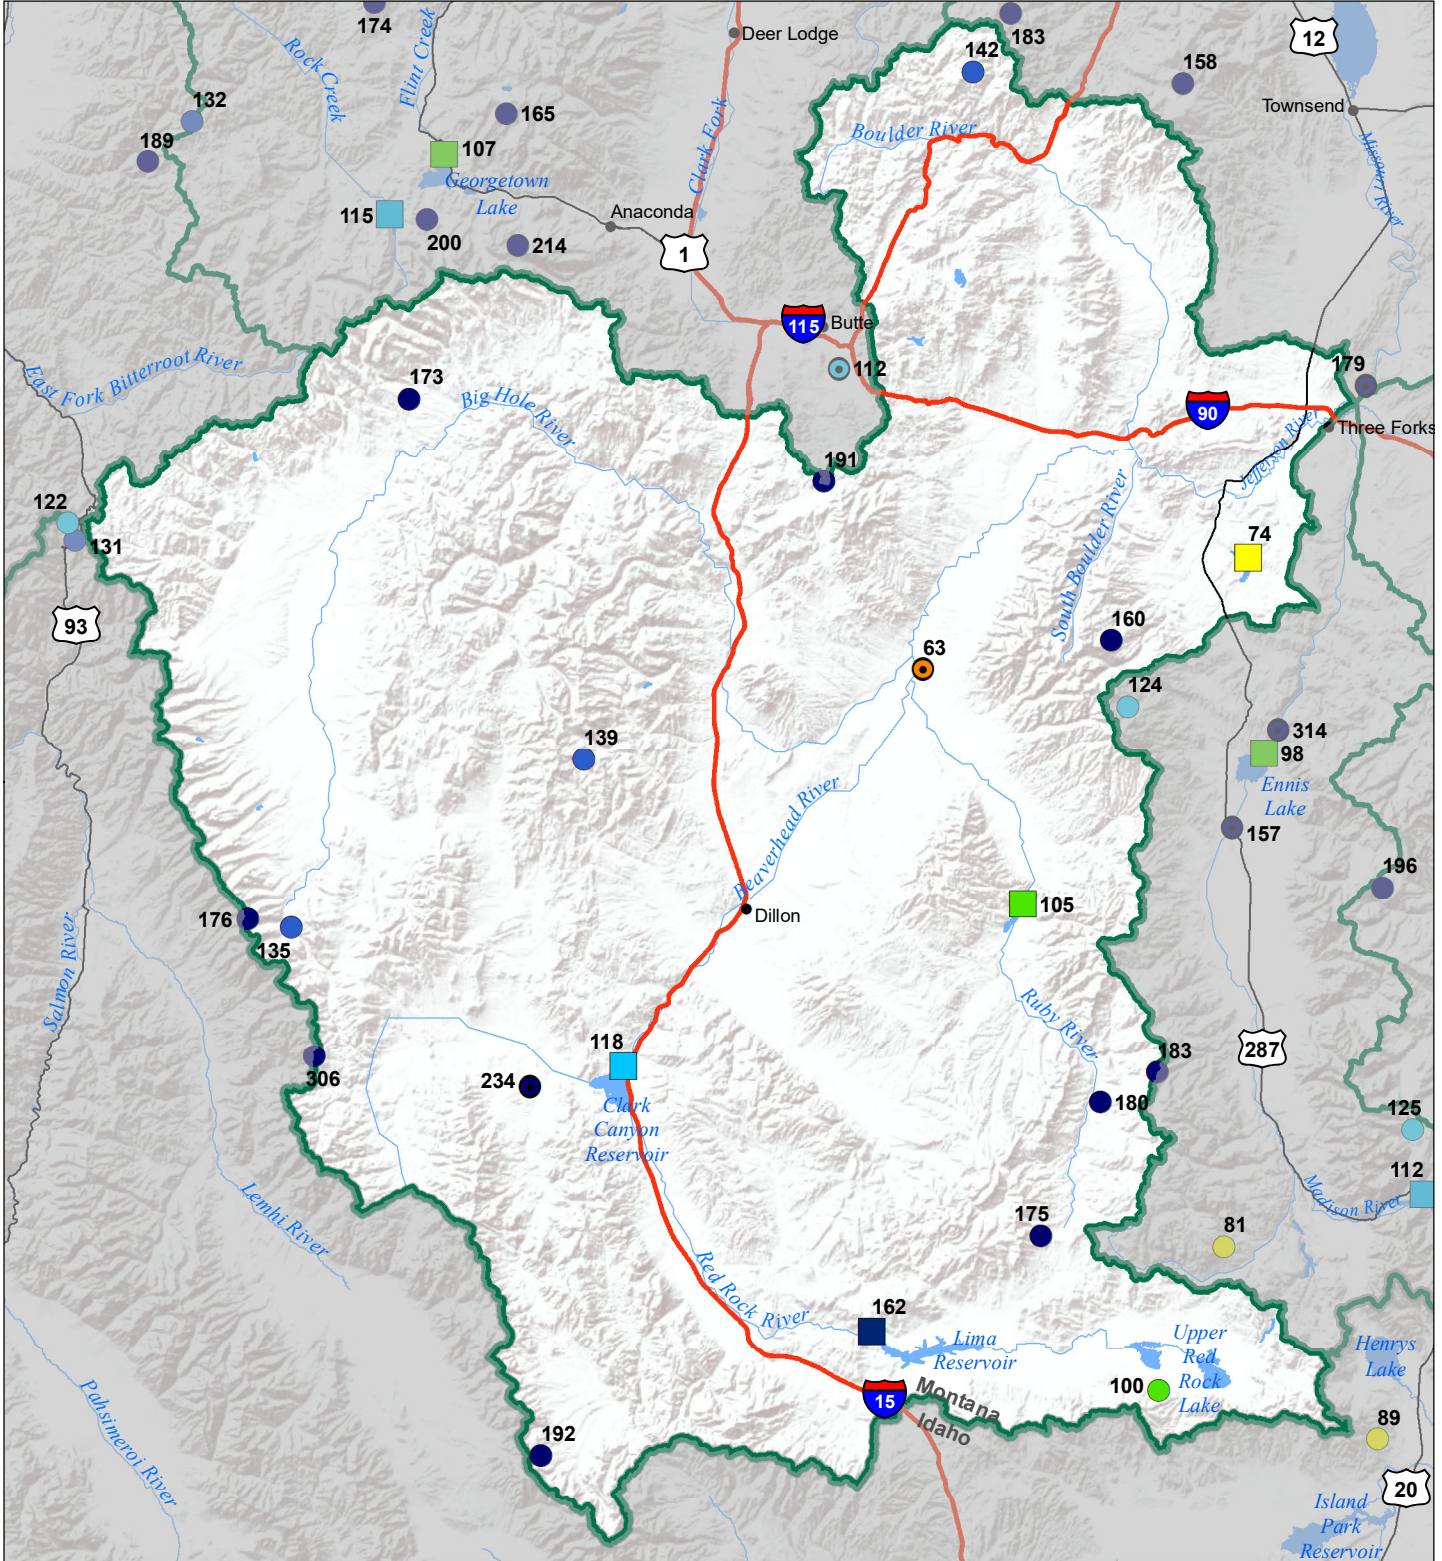 174
Deer Lodge
183
12
142
158
Rock Creek
Flint Creek
132
165
Townsend
189
107
Boulder River
Clark Fork
Missouri River
Georgetown
Lake
115
200
214
Anaconda
1
115
Butte
112
East Fork Bitterroot River
173
Big Hole River
179
90
Three Forks
Jefferson River
191
122
131
74
South Boulder River
93
160
63
124
139
314
98
Ennis
Lake
157
Beaverhead River
196
105
Dillon
176
135
Salmon River
Ruby River
118
183
287
306
234
180
Clark
Canyon
Reservoir
125
112
Lemhi River
Madison River
175
81
Red Rock River
162
Lima
Reservoir
Upper
Red
Rock
Lake
Henrys
Lake
100
15
Montana
Idaho
Pahsimeroi River
192
89
20
Island
Park
Reservoir